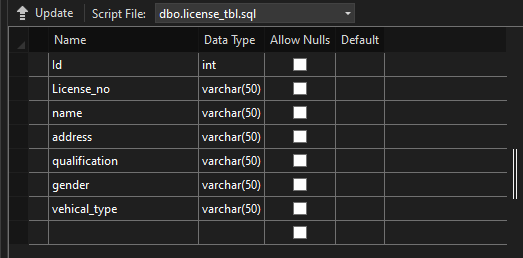 Update Script File: dbo.license_tbl.sql
Name Data Type Allow Nulls Default
Id int
License_no varchar(50)
name varchar(50)
address varchar(50)
qualification varchar(50)
gender varchar(50)
vehical_type varchar(50)